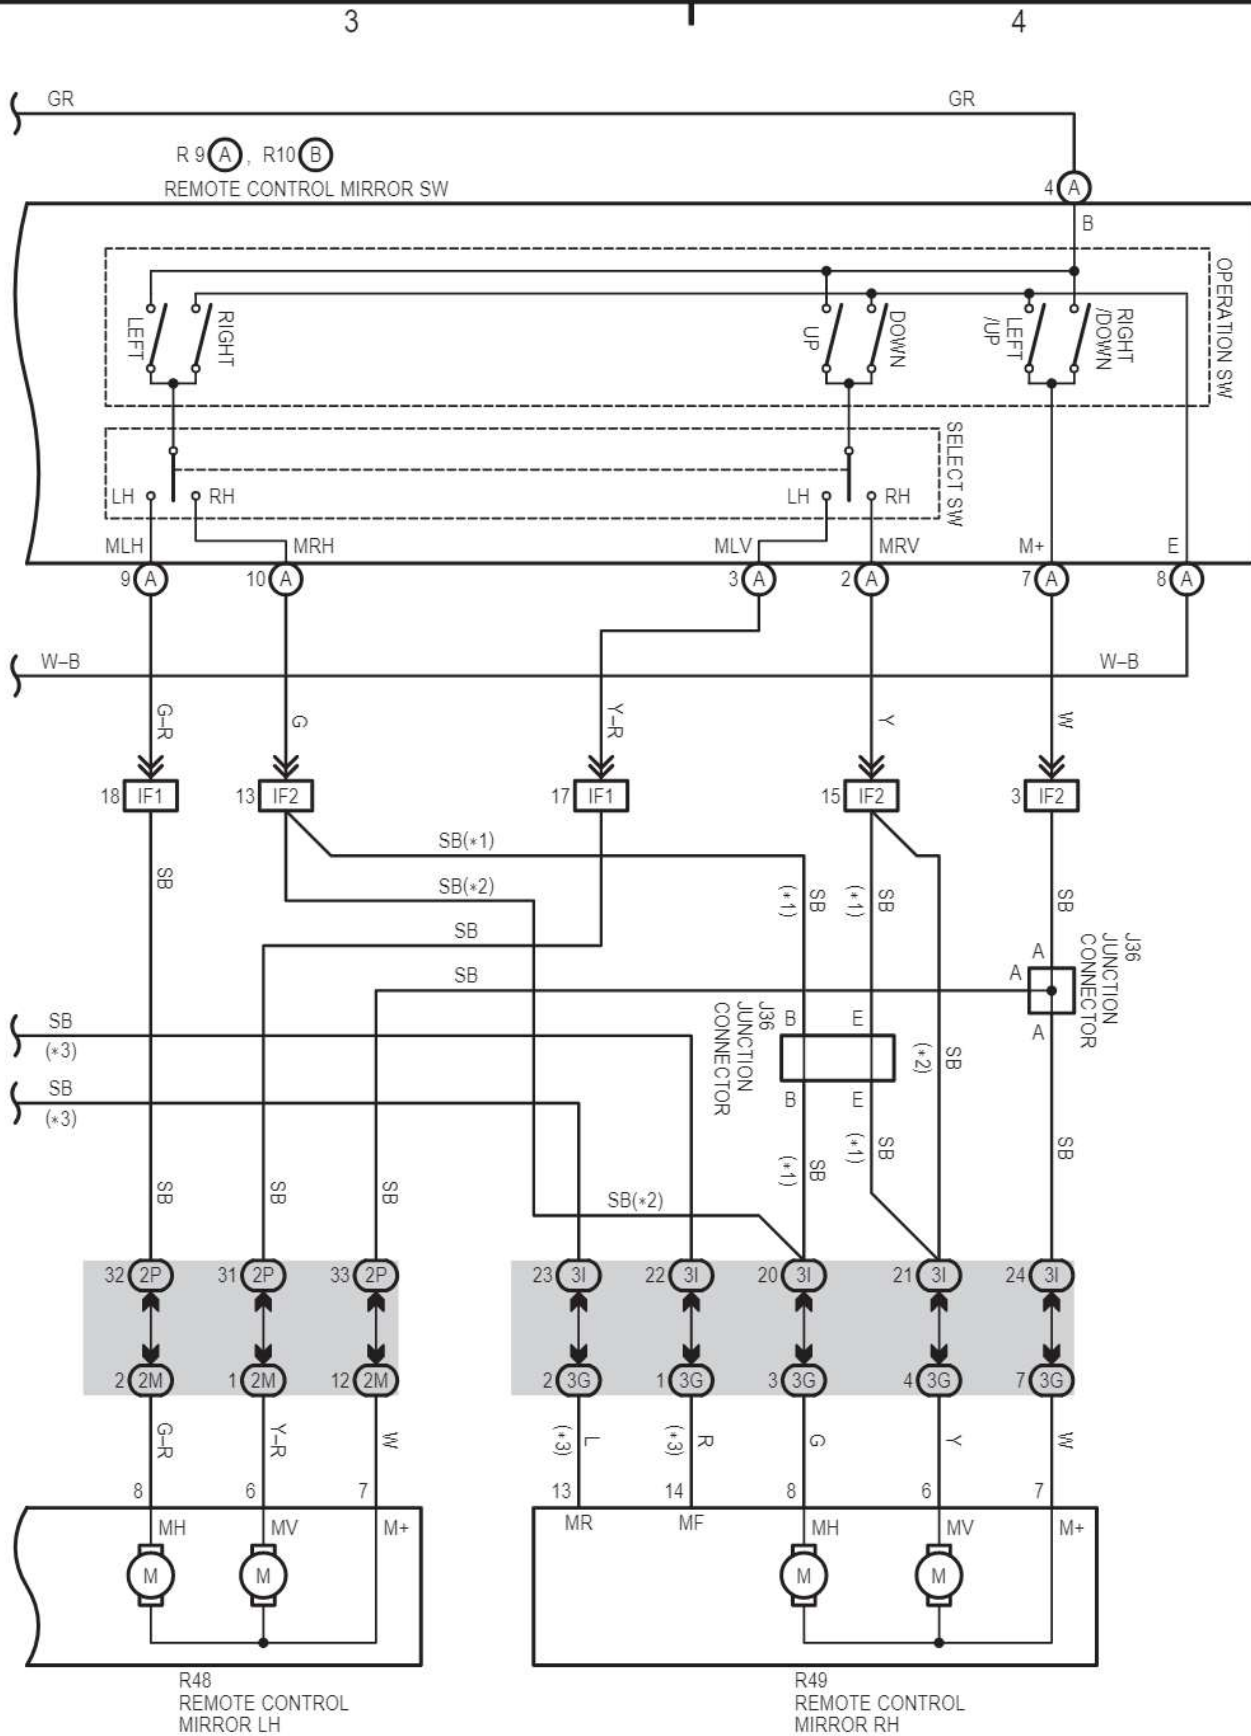 3 4
GR GR
R 9 A , R10 B
REMOTE CONTROL MIRROR SW
4 A
B
OPERATION SW
LEFT RIGHT UP DOWN LEFT
/UP RIGHT
/DOWN
SELECT SW
LH RH LH RH
MLH MRH MLV MRV M+ E
9 A 10 A 3 A 2 A 7 A 8 A
W–B W–B
G–R G Y–R Y W
18 IF1 13 IF2 17 IF1 15 IF2 3 IF2
SB(*1)
SB SB(*2) SB
(*1) SB
(*1) SB
SB
SB
J36
JUNCTION
CONNECTOR
A
A
A
J36
JUNCTION
CONNECTOR
B E
B E
SB
(*2)
SB
(*3)
SB
(*3)
SB SB SB SB
(*1) SB
(*1) SB
SB(*2)
32 2P 31 2P 33 2P 23 3I 22 3I 20 3I 21 3I 24 3I
2 2M 1 2M 12 2M 2 3G 1 3G 3 3G 4 3G 7 3G
G–R Y–R W L
(*3) R
(*3) G Y W
8 6 7 13 14 8 6 7
MH MV M+ MR MF MH MV M+
M M M M
R48
REMOTE CONTROL
MIRROR LH
R49
REMOTE CONTROL
MIRROR RH